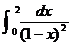 ∫₀² dx/(1−x)²